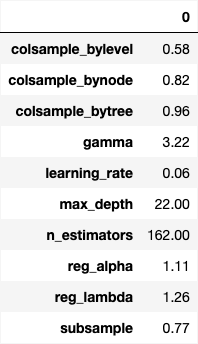 0
colsample_bylevel 0.58
colsample_bynode 0.82
colsample_bytree 0.96
gamma 3.22
learning_rate 0.06
max_depth 22.00
n_estimators 162.00
reg_alpha 1.11
reg_lambda 1.26
subsample 0.77